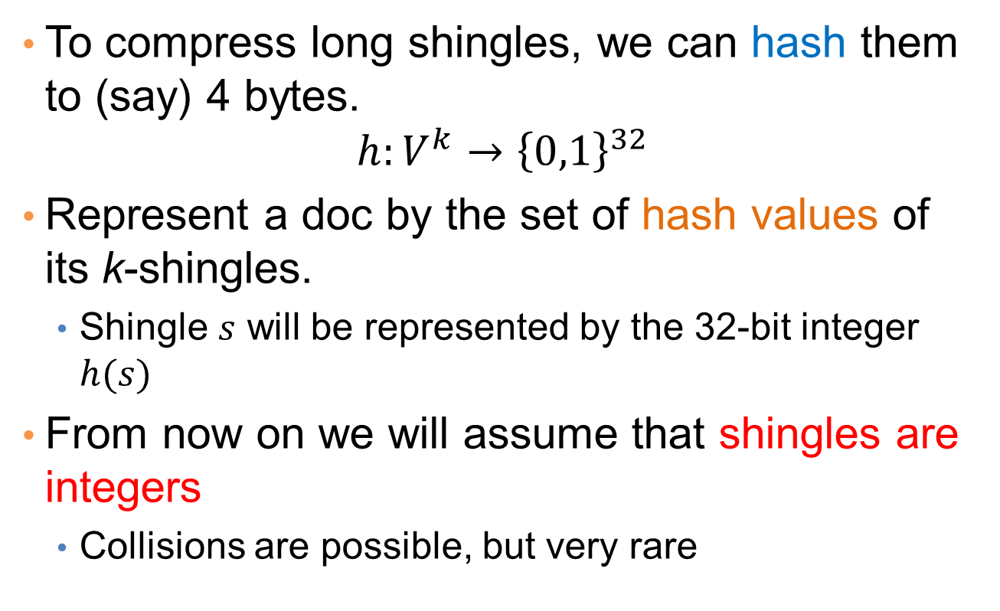 • To compress long shingles, we can hash them
to (say) 4 bytes.
h: V^k → {0,1}^32
• Represent a doc by the set of hash values of
its k-shingles.
• Shingle s will be represented by the 32-bit integer
h(s)
• From now on we will assume that shingles are
integers
• Collisions are possible, but very rare